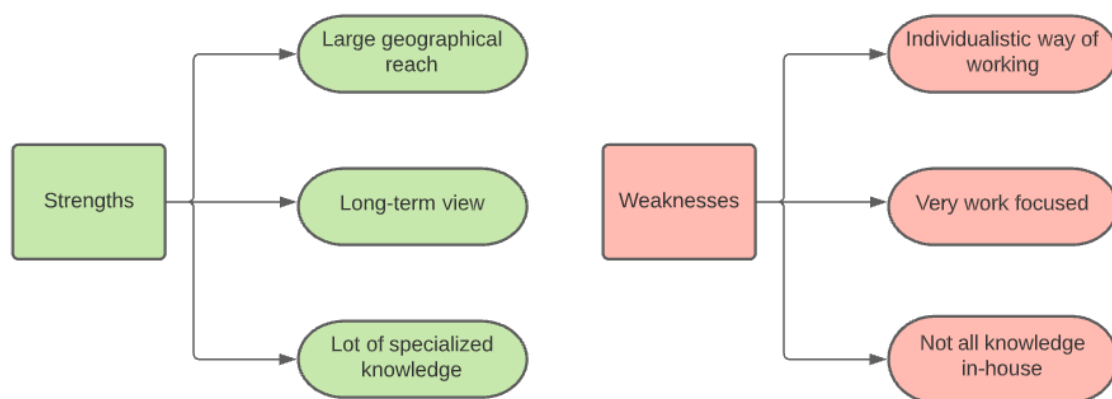 Strengths
Large geographical
reach
Long-term view
Lot of specialized
knowledge
Weaknesses
Individualistic way of
working
Very work focused
Not all knowledge
in-house